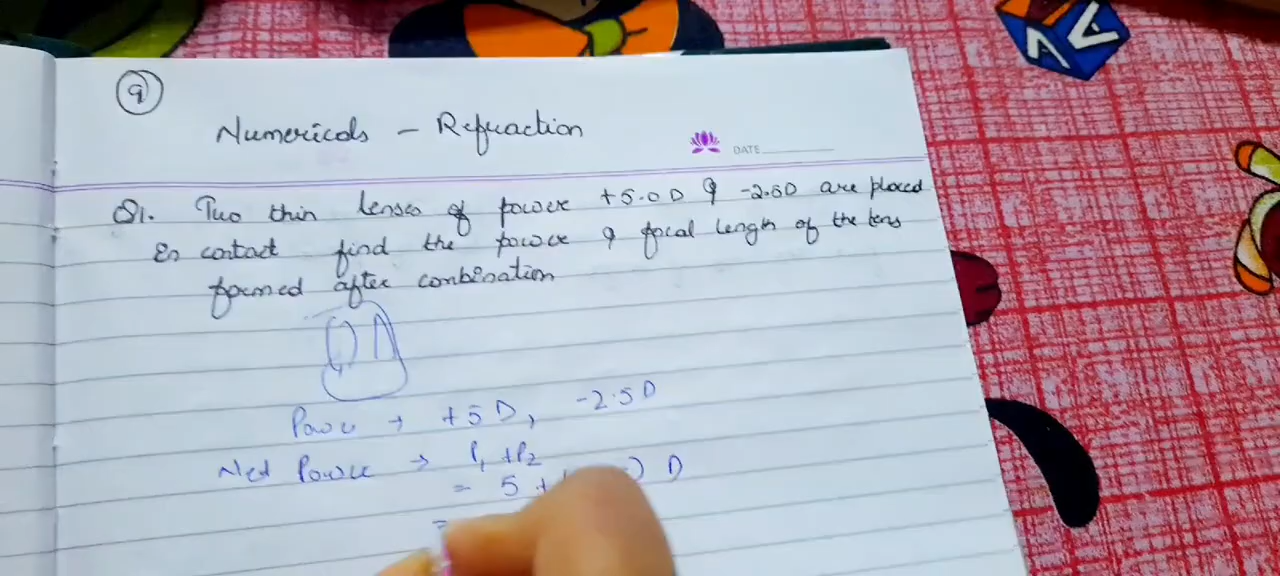 9
Numericals - Refraction
DATE
Q1. Two thin lenses of power +5.0 D & -2.5D are placed
in contact find the power & focal length of the lens
formed after combination
Power → +5 D, -2.5 D
Net Power → P₁ + P₂
= 5 + ( ) D
=